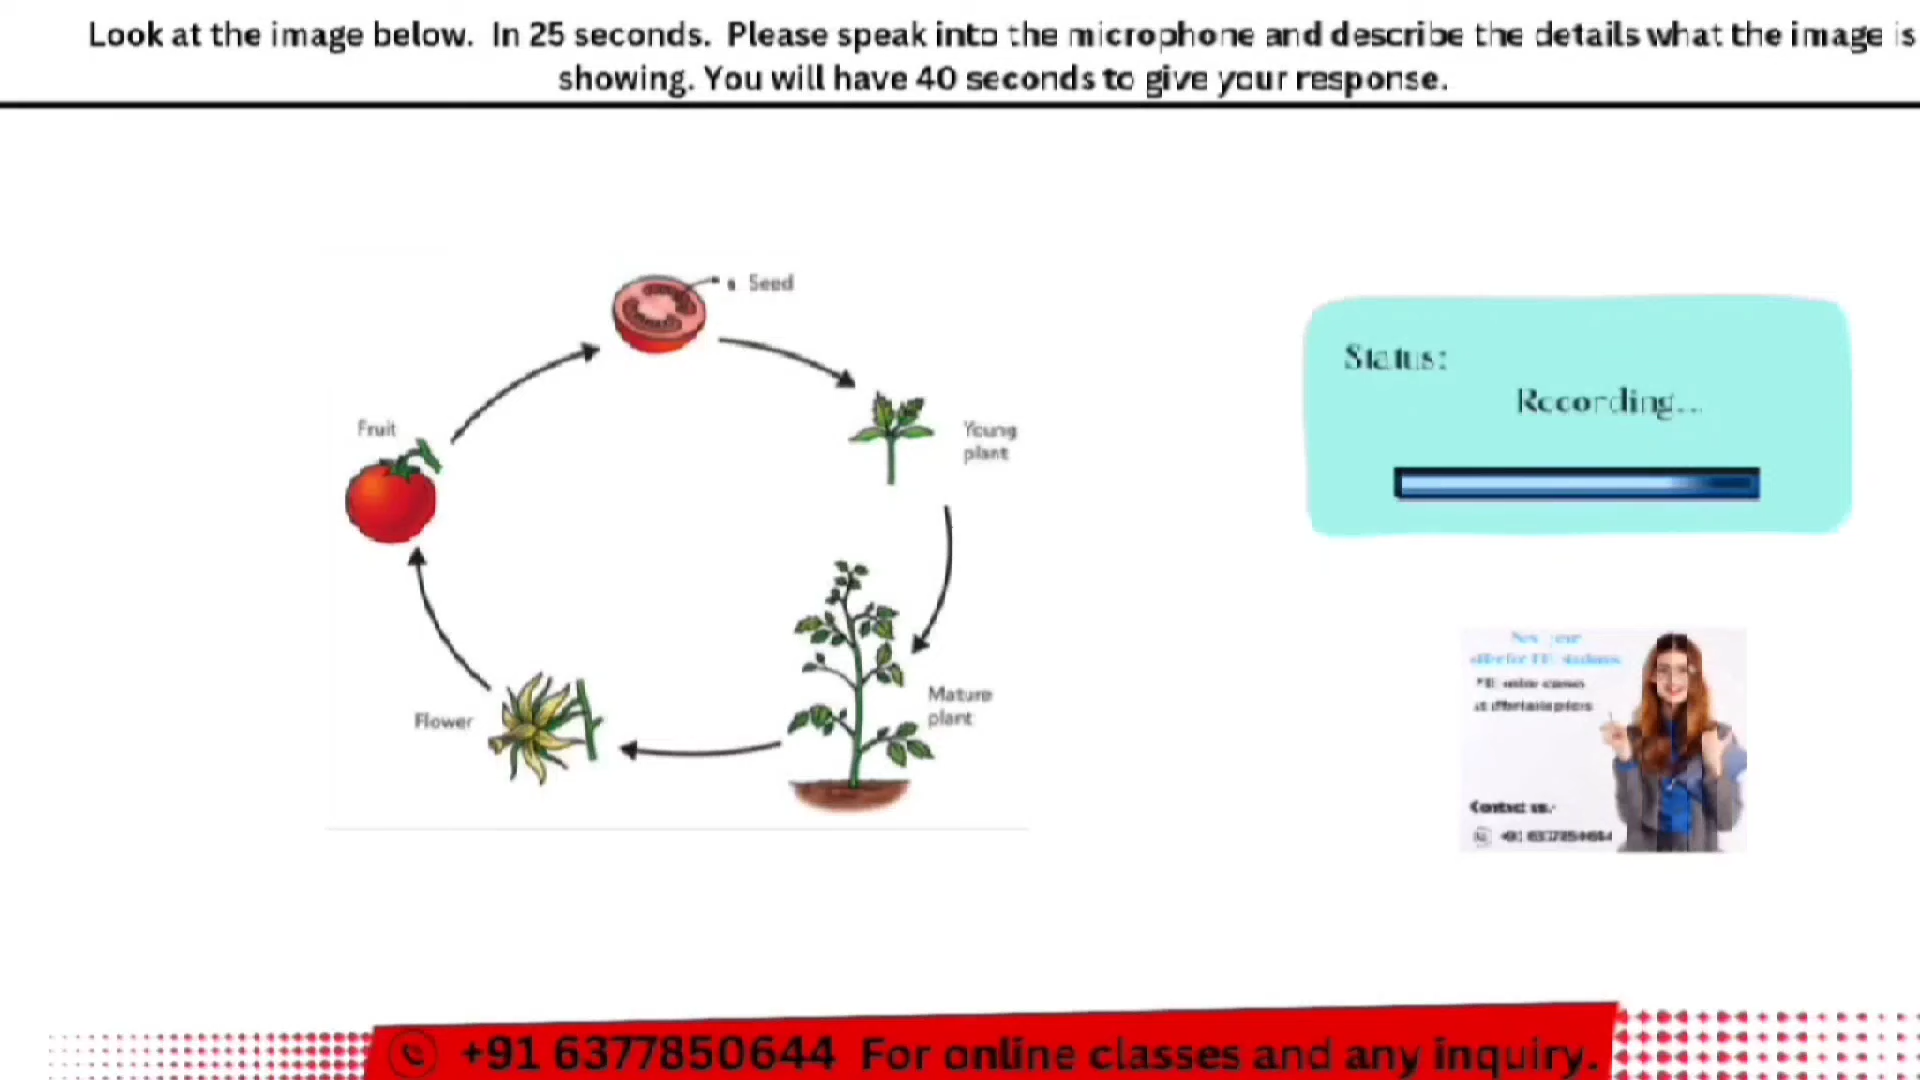 Look at the image below. In 25 seconds. Please speak into the microphone and describe the details what the image is
showing. You will have 40 seconds to give your response.
Seed
Fruit
Young
plant
Status:
Recording...
Mature
plant
Flower
Contact us:-
+91 6377850644
+91 6377850644 For online classes and any inquiry.